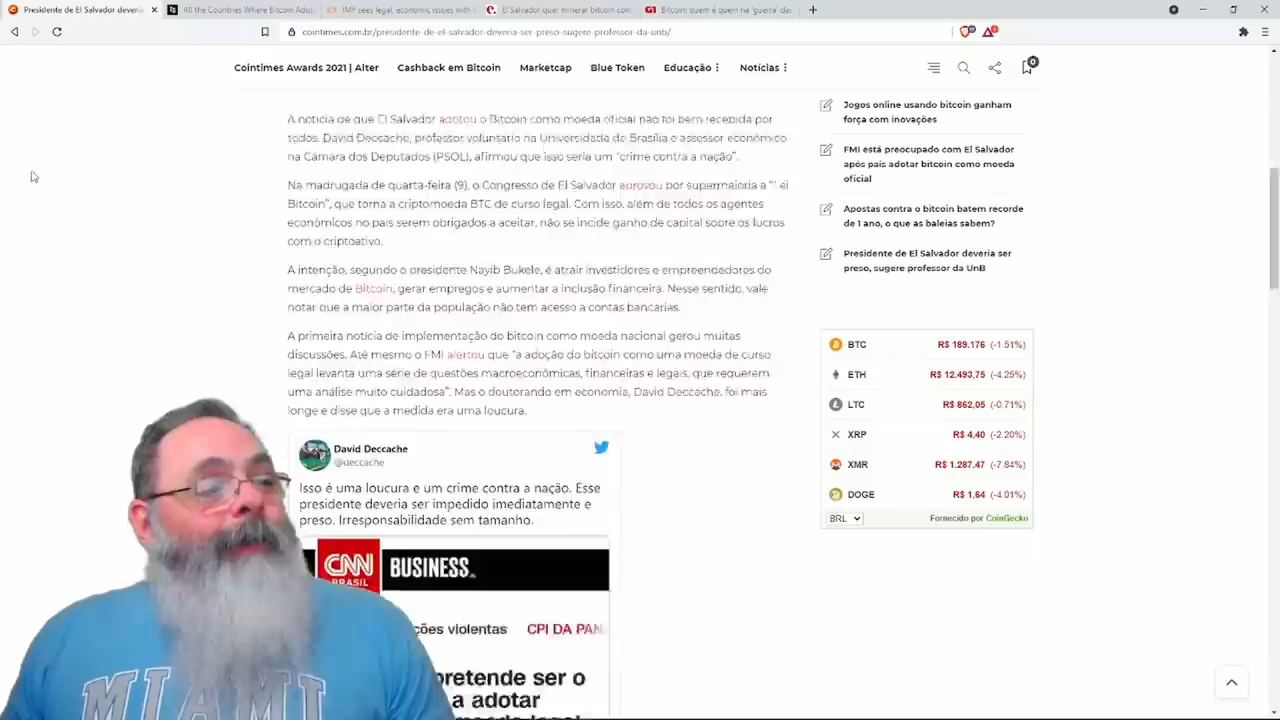 Presidente de El Salvador deveria
All the Countries Where Bitcoin Adop
IMF sees legal, economic issues with
El Salvador quer minerar bitcoin com
Bitcoin quem é quem na 'guerra' das
cointimes.com.br/presidente-de-el-salvador-deveria-ser-preso-sugere-professor-da-unb/
Cointimes Awards 2021 | Alter
Cashback em Bitcoin
Marketcap
Blue Token
Educação
Notícias
0
A notícia de que El Salvador adotou o Bitcoin como moeda oficial não foi bem recebida por
todos. David Deccache, professor voluntário na Universidade de Brasília e assessor econômico
na Câmara dos Deputados (PSOL), afirmou que isso seria um "crime contra a nação".
Na madrugada de quarta-feira (9), o Congresso de El Salvador aprovou por supermaioria a
Bitcoin", que torna a criptomoeda BTC de curso legal. Com isso, além de todos os agentes
econômicos no país serem obrigados a aceitar, não se incide ganho de capital sobre os lucros
com o criptoativo.
A intenção, segundo o presidente Nayib Bukele, é atrair investidores e empreendedores do
mercado de Bitcoin, gerar empregos e aumentar a inclusão financeira. Nesse sentido, vale
notar que a maior parte da população não tem acesso a contas bancárias.
A primeira notícia de implementação do bitcoin como moeda nacional gerou muitas
discussões. Até mesmo o FMI alertou que "a adoção do bitcoin como uma moeda de curso
legal levanta uma série de questões macroeconômicas, financeiras e legais, que requerem
uma análise muito cuidadosa". Mas o doutorando em economia, David Deccache, foi mais
longe e disse que a medida era uma loucura.
David Deccache
@deccache
Isso é uma loucura e um crime contra a nação. Esse
presidente deveria ser impedido imediatamente e
preso. Irresponsabilidade sem tamanho.
CNN
BRASIL
BUSINESS
ções violentas
CPI DA PAN
pretende ser o
a adotar
Jogos online usando bitcoin ganham
força com inovações
FMI está preocupado com El Salvador
após país adotar bitcoin como moeda
oficial
Apostas contra o bitcoin batem recorde
de 1 ano, o que as baleias sabem?
Presidente de El Salvador deveria ser
preso, sugere professor da UnB
BTC R$ 189.176 (-1.51%)
ETH R$ 12.493,75 (-4.25%)
LTC R$ 862,05 (-0.71%)
XRP R$ 4,40 (-2.20%)
XMR R$ 1.287,47 (-7.84%)
DOGE R$ 1,64 (-4.01%)
BRL Fornecido por CoinGecko
MIAMI